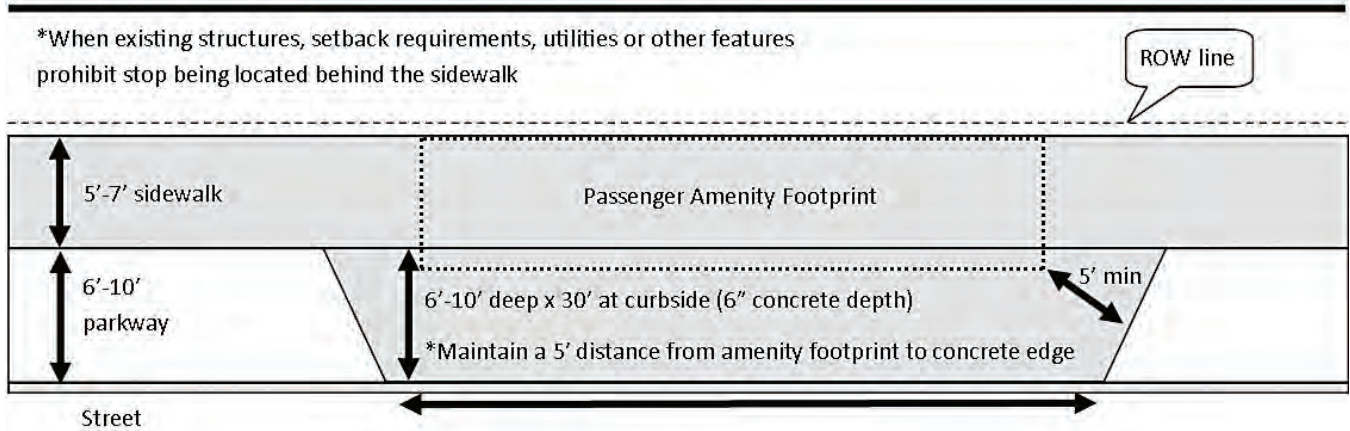 *When existing structures, setback requirements, utilities or other features
prohibit stop being located behind the sidewalk
ROW line
5’-7’ sidewalk
Passenger Amenity Footprint
6’-10’
parkway
5’ min
6’-10’ deep x 30’ at curbside (6” concrete depth)
*Maintain a 5’ distance from amenity footprint to concrete edge
Street